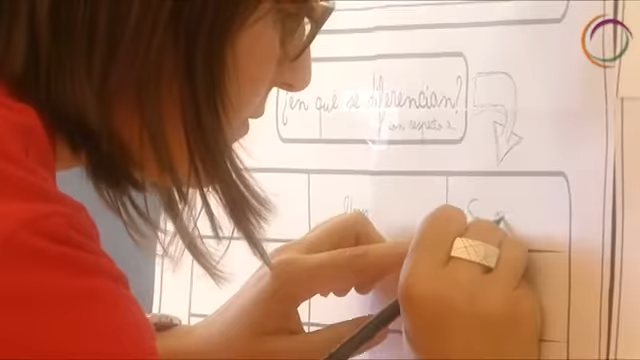 ¿en qué se diferencian?
con respecto a